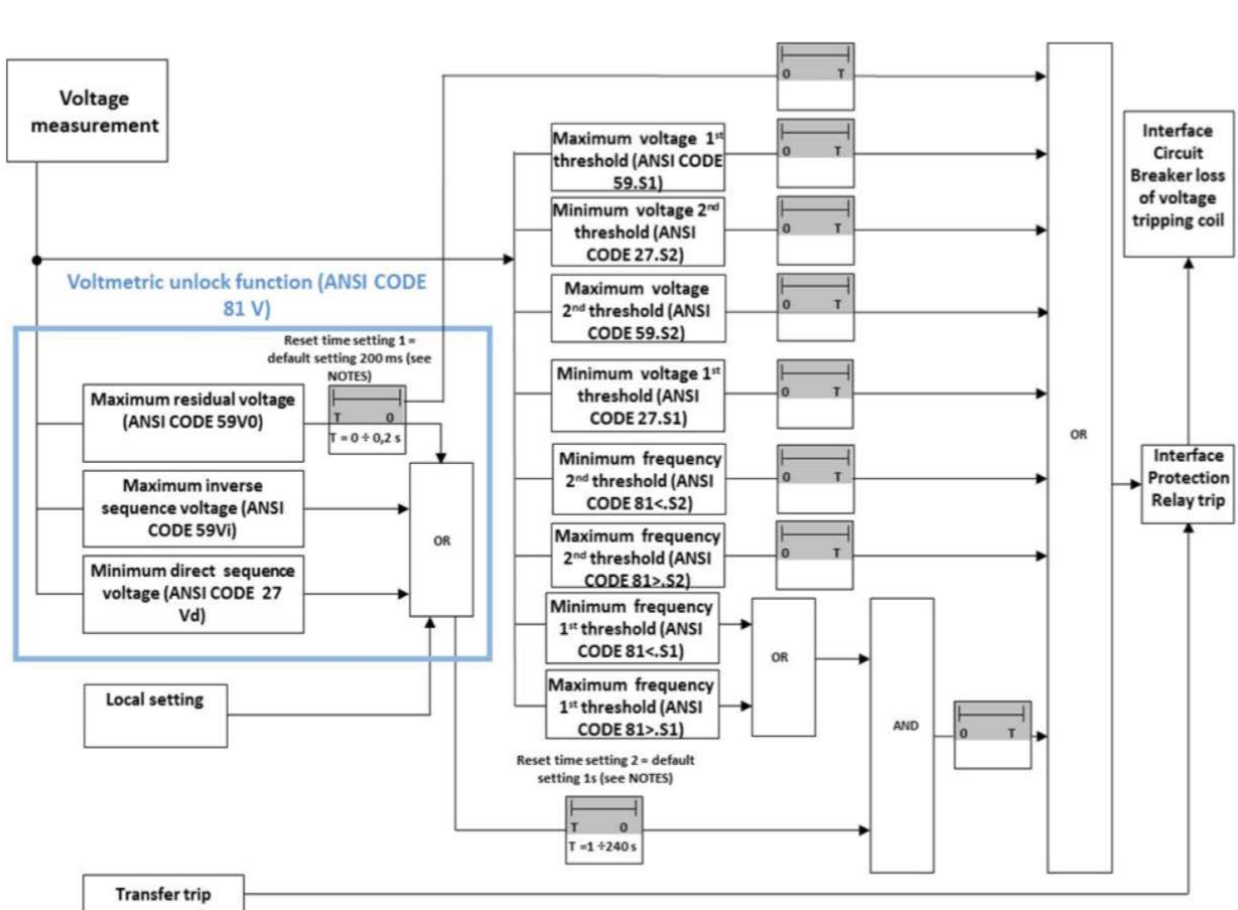 Voltage
measurement
Voltmetric unlock function (ANSI CODE
81 V)
Reset time setting 1 =
default setting 200 ms (see
NOTES)
T 0
T = 0 ÷ 0,2 s
Maximum residual voltage
(ANSI CODE 59V0)
Maximum inverse
sequence voltage (ANSI
CODE 59Vi)
Minimum direct sequence
voltage (ANSI CODE 27
Vd)
OR
Local setting
Transfer trip
0 T
Maximum voltage 1st
threshold (ANSI CODE
59.S1)
0 T
Minimum voltage 2nd
threshold (ANSI
CODE 27.S2)
0 T
Maximum voltage
2nd threshold (ANSI
CODE 59.S2)
0 T
Minimum voltage 1st
threshold (ANSI
CODE 27.S1)
0 T
Minimum frequency
2nd threshold (ANSI
CODE 81<.S2)
0 T
Maximum frequency
2nd threshold (ANSI
CODE 81>.S2)
0 T
Minimum frequency
1st threshold (ANSI
CODE 81<.S1)
Maximum frequency
1st threshold (ANSI
CODE 81>.S1)
OR
Reset time setting 2 = default
setting 1s (see NOTES)
T 0
T =1 ÷240 s
AND
0 T
OR
Interface
Circuit
Breaker loss
of voltage
tripping coil
Interface
Protection
Relay trip